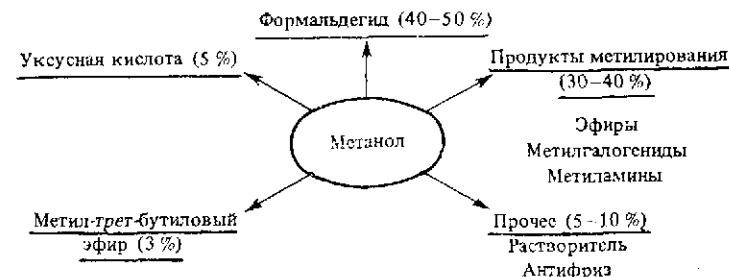 Формальдегид (40–50 %)
Уксусная кислота (5 %)
Продукты метилирования
(30–40 %)
Эфиры
Метилгалогениды
Метиламины
Метанол
Метил-трет-бутиловый
эфир (3 %)
Прочее (5–10 %)
Растворитель
Антифриз